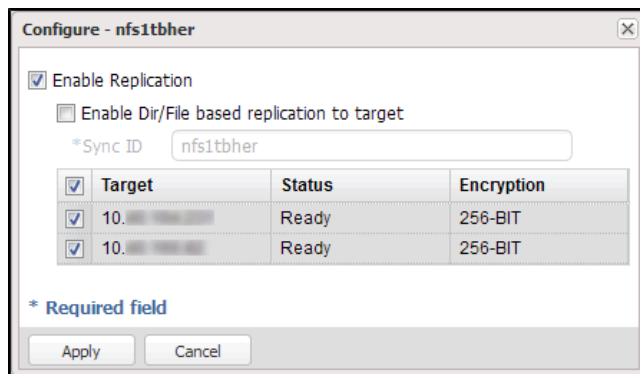 Configure - nfs1tbher
Enable Replication
Enable Dir/File based replication to target
*Sync ID nfs1tbher
Target Status Encryption
10. Ready 256-BIT
10. Ready 256-BIT
* Required field
Apply Cancel